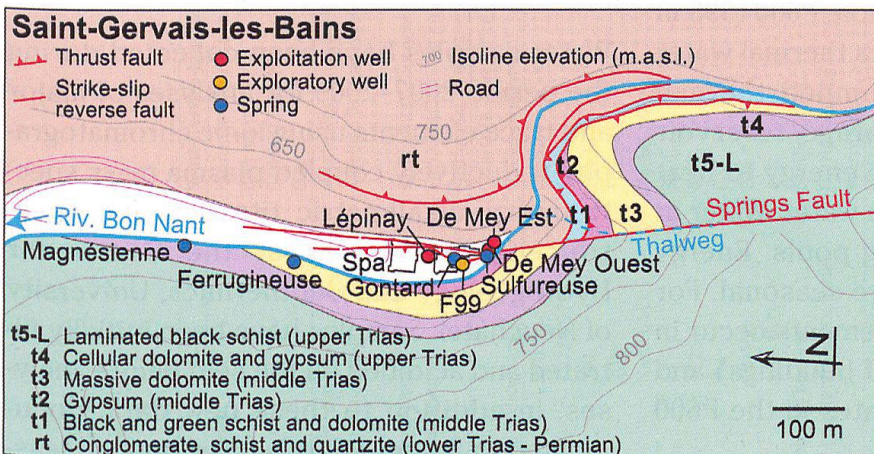 Saint-Gervais-les-Bains
Thrust fault
Strike-slip
reverse fault
Exploitation well
Exploratory well
Spring
700 Isoline elevation (m.a.s.l.)
Road
750
650
rt
t2
t4
t5-L
t1
t3
Springs Fault
Thalweg
Riv. Bon Nant
Lépinay
De Mey Est
Magnésienne
Spa
De Mey Ouest
Ferrugineuse
Gontard
Sulfureuse
F99
750
800
t5-L Laminated black schist (upper Trias)
t4 Cellular dolomite and gypsum (upper Trias)
t3 Massive dolomite (middle Trias)
t2 Gypsum (middle Trias)
t1 Black and green schist and dolomite (middle Trias)
rt Conglomerate, schist and quartzite (lower Trias - Permian)
N
100 m